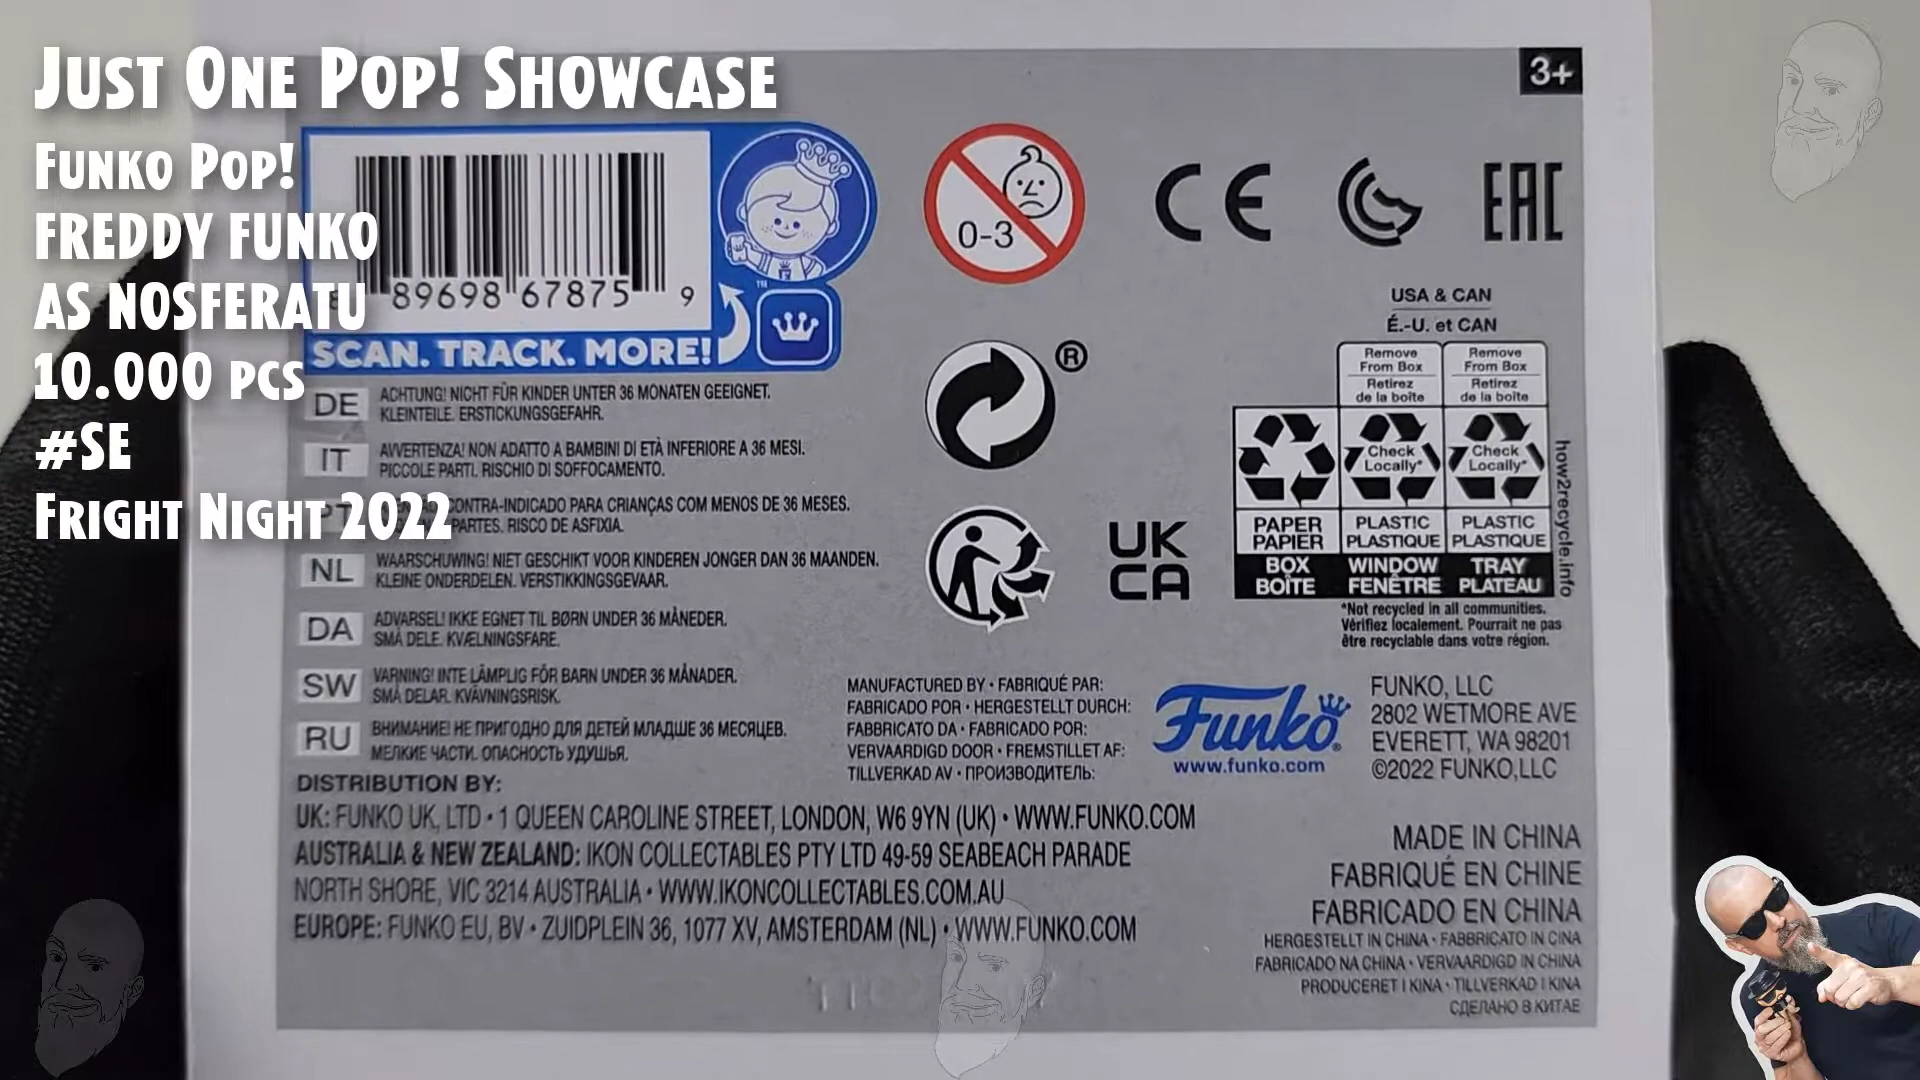 Just One Pop! Showcase
Funko Pop!
FREDDY FUNKO
AS NOSFERATU
10.000 pcs
#SE
Fright Night 2022
3+
89698 67875 9
SCAN. TRACK. MORE!
™
0-3
CE
EAC
®
UK
CA
USA & CAN
É.-U. et CAN
Remove From Box
Retirez de la boîte
Remove From Box
Retirez de la boîte
Check Locally*
Check Locally*
PAPER PAPIER
PLASTIC PLASTIQUE
PLASTIC PLASTIQUE
BOX BOÎTE
WINDOW FENÊTRE
TRAY PLATEAU
how2recycle.info
*Not recycled in all communities.
Vérifiez localement. Pourrait ne pas
être recyclable dans votre région.
DE ACHTUNG! NICHT FÜR KINDER UNTER 36 MONATEN GEEIGNET.
KLEINTEILE. ERSTICKUNGSGEFAHR.
IT AVVERTENZA! NON ADATTO A BAMBINI DI ETÀ INFERIORE A 36 MESI.
PICCOLE PARTI. RISCHIO DI SOFFOCAMENTO.
PT CONTRA-INDICADO PARA CRIANÇAS COM MENOS DE 36 MESES.
PARTES. RISCO DE ASFIXIA.
NL WAARSCHUWING! NIET GESCHIKT VOOR KINDEREN JONGER DAN 36 MAANDEN.
KLEINE ONDERDELEN. VERSTIKKINGSGEVAAR.
DA ADVARSEL! IKKE EGNET TIL BØRN UNDER 36 MÅNEDER.
SMÅ DELE. KVÆLNINGSFARE.
SW VARNING! INTE LÄMPLIG FÖR BARN UNDER 36 MÅNADER.
SMÅ DELAR. KVÄVNINGSRISK.
RU ВНИМАНИЕ! НЕ ПРИГОДНО ДЛЯ ДЕТЕЙ МЛАДШЕ 36 МЕСЯЦЕВ.
МЕЛКИЕ ЧАСТИ. ОПАСНОСТЬ УДУШЬЯ.
MANUFACTURED BY • FABRIQUÉ PAR:
FABRICADO POR • HERGESTELLT DURCH:
FABBRICATO DA • FABRICADO POR:
VERVAARDIGD DOOR • FREMSTILLET AF:
TILLVERKAD AV • ПРОИЗВОДИТЕЛЬ:
Funko®
www.funko.com
FUNKO, LLC
2802 WETMORE AVE
EVERETT, WA 98201
©2022 FUNKO,LLC
DISTRIBUTION BY:
UK: FUNKO UK, LTD • 1 QUEEN CAROLINE STREET, LONDON, W6 9YN (UK) • WWW.FUNKO.COM
AUSTRALIA & NEW ZEALAND: IKON COLLECTABLES PTY LTD 49-59 SEABEACH PARADE
NORTH SHORE, VIC 3214 AUSTRALIA • WWW.IKONCOLLECTABLES.COM.AU
EUROPE: FUNKO EU, BV • ZUIDPLEIN 36, 1077 XV, AMSTERDAM (NL) • WWW.FUNKO.COM
MADE IN CHINA
FABRIQUÉ EN CHINE
FABRICADO EN CHINA
HERGESTELLT IN CHINA • FABBRICATO IN CINA
FABRICADO NA CHINA • VERVAARDIGD IN CHINA
PRODUCERET I KINA • TILLVERKAD I KINA
СДЕЛАНО В КИТАЕ